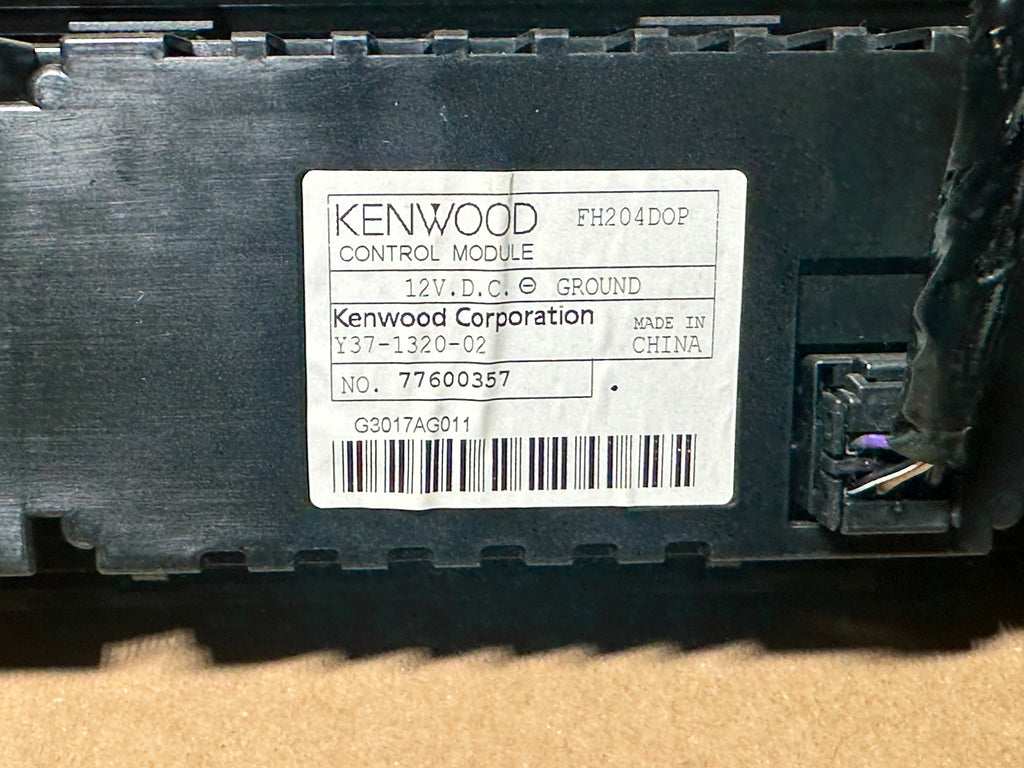 KENWOOD FH204DOP
CONTROL MODULE
12V.D.C. ⊖ GROUND
Kenwood Corporation MADE IN
Y37-1320-02 CHINA
NO. 77600357
G3017AG011